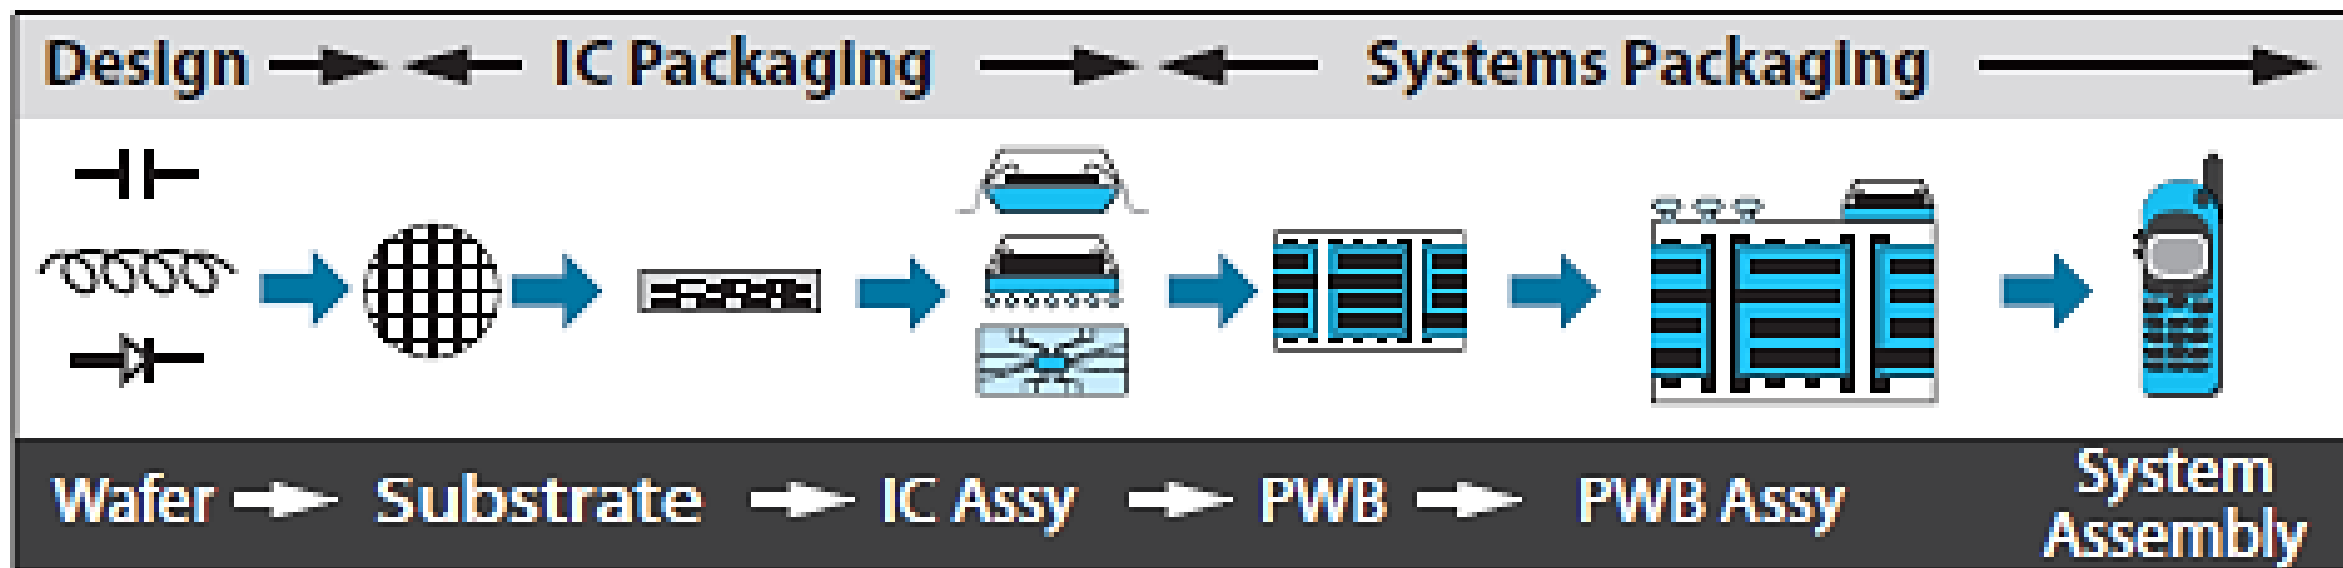 Design IC Packaging Systems Packaging
Wafer Substrate IC Assy PWB PWB Assy System
Assembly